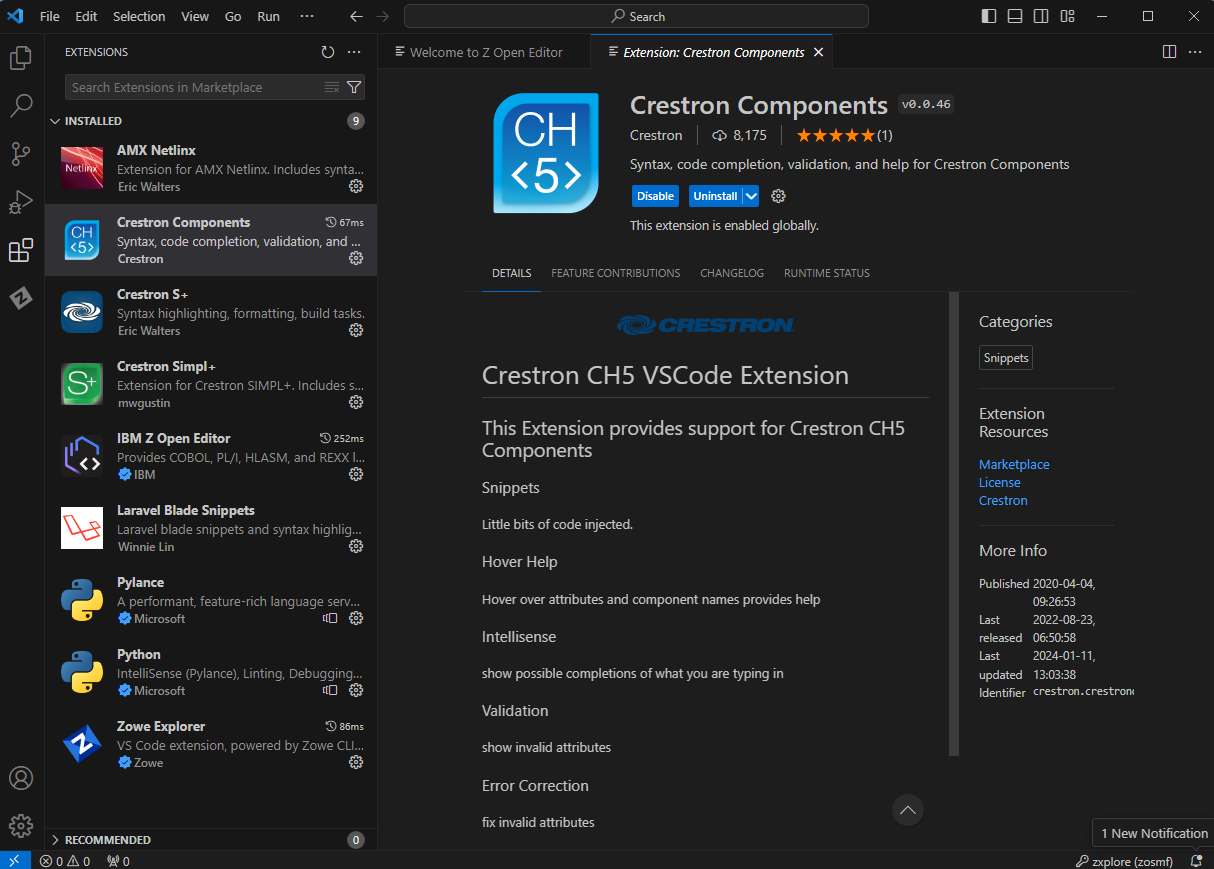 File Edit Selection View Go Run ···
Search
EXTENSIONS
Search Extensions in Marketplace
INSTALLED 9
AMX Netlinx
Extension for AMX Netlinx. Includes synta...
Eric Walters
Netlinx
Crestron Components 67ms
Syntax, code completion, validation, and ...
Crestron
CH
<5>
Crestron S+
Syntax highlighting, formatting, build tasks.
Eric Walters
Crestron Simpl+
Extension for Crestron SIMPL+. Includes s...
mwgustin
S+
IBM Z Open Editor 252ms
Provides COBOL, PL/I, HLASM, and REXX l...
IBM
Laravel Blade Snippets
Laravel blade snippets and syntax highlig...
Winnie Lin
Pylance
A performant, feature-rich language serv...
Microsoft
Python
IntelliSense (Pylance), Linting, Debugging...
Microsoft
Zowe Explorer 86ms
VS Code extension, powered by Zowe CLI...
Zowe
RECOMMENDED 0
Welcome to Z Open Editor
Extension: Crestron Components
CH
<5>
Crestron Components v0.0.46
Crestron 8,175 (1)
Syntax, code completion, validation, and help for Crestron Components
Disable Uninstall
This extension is enabled globally.
DETAILS FEATURE CONTRIBUTIONS CHANGELOG RUNTIME STATUS
CRESTRON
Crestron CH5 VSCode Extension
This Extension provides support for Crestron CH5
Components
Snippets
Little bits of code injected.
Hover Help
Hover over attributes and component names provides help
Intellisense
show possible completions of what you are typing in
Validation
show invalid attributes
Error Correction
fix invalid attributes
Categories
Snippets
Extension
Resources
Marketplace
License
Crestron
More Info
Published 2020-04-04,
09:26:53
Last 2022-08-23,
released 06:50:58
Last 2024-01-11,
updated 13:03:38
Identifier crestron.crestronc
1 New Notification
0 0 0
zxplore (zosmf)